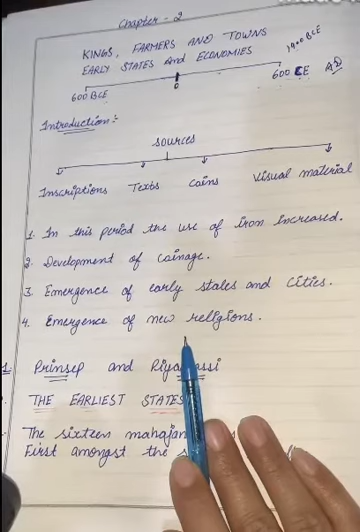 Chapter - 2
KINGS, FARMERS AND TOWNS
EARLY STATES and ECONOMIES
1900 BCE
600 BCE
0
600 CE
AD
Introduction :-
sources
Inscriptions Texts Coins Visual material
1. In this period the use of iron increased.
2. Development of coinage.
3. Emergence of early states and cities.
4. Emergence of new religions.
1. Prinsep and
THE EARLIEST STATES
The sixteen
First amongst the